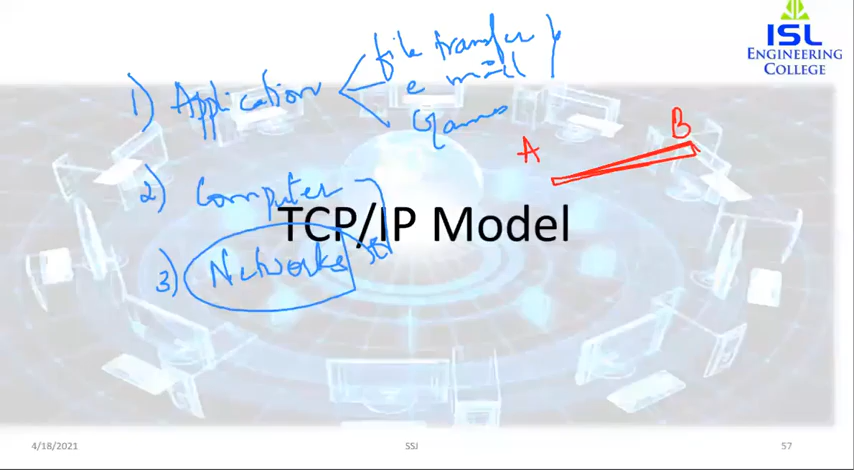 ISL
ENGINEERING
COLLEGE
1) Application
file transfer
e mail
Games
A
B
2) Computer
TCP/IP Model
3) Networks
4/18/2021
SSJ
57